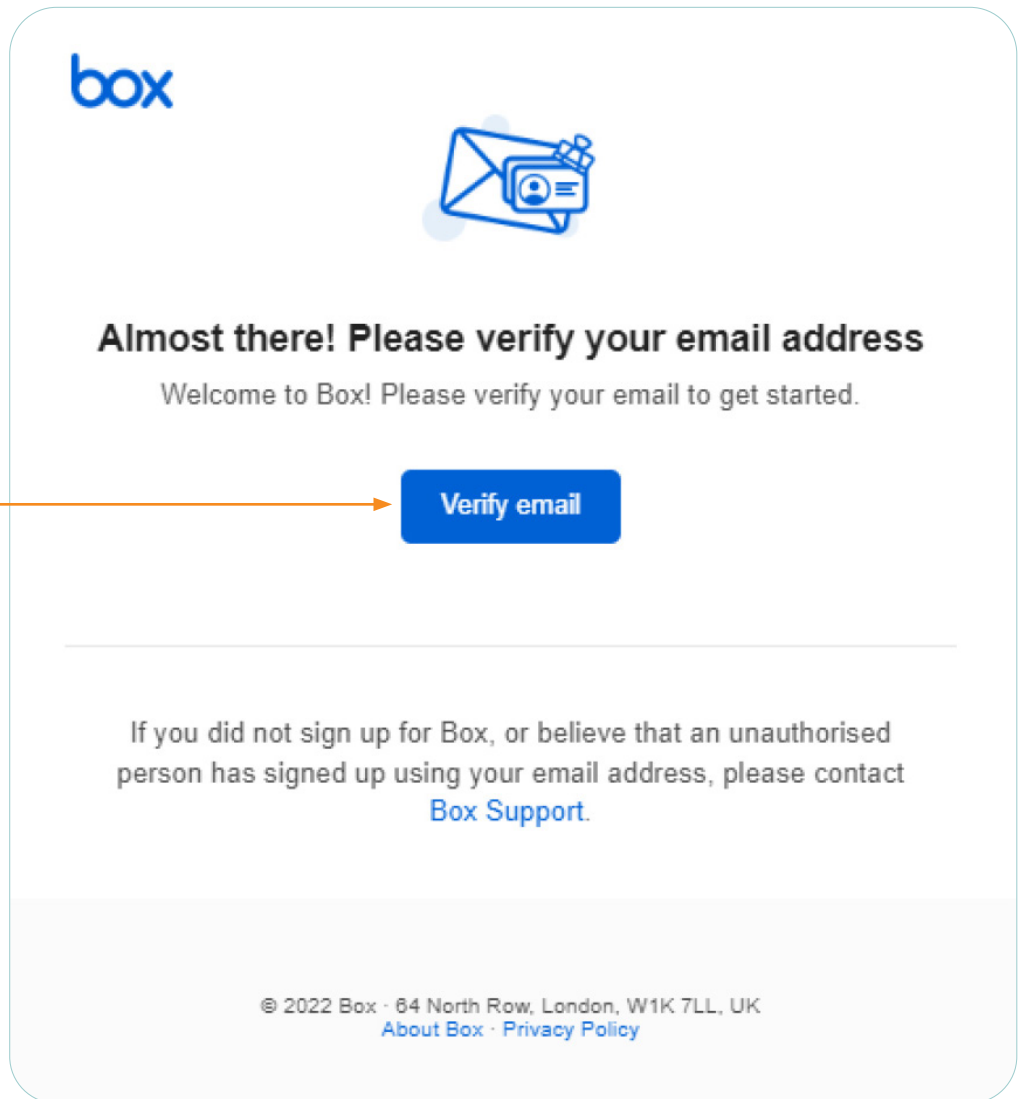 box
Almost there! Please verify your email address
Welcome to Box! Please verify your email to get started.
Verify email
If you did not sign up for Box, or believe that an unauthorised
person has signed up using your email address, please contact
Box Support.
© 2022 Box · 64 North Row, London, W1K 7LL, UK
About Box · Privacy Policy